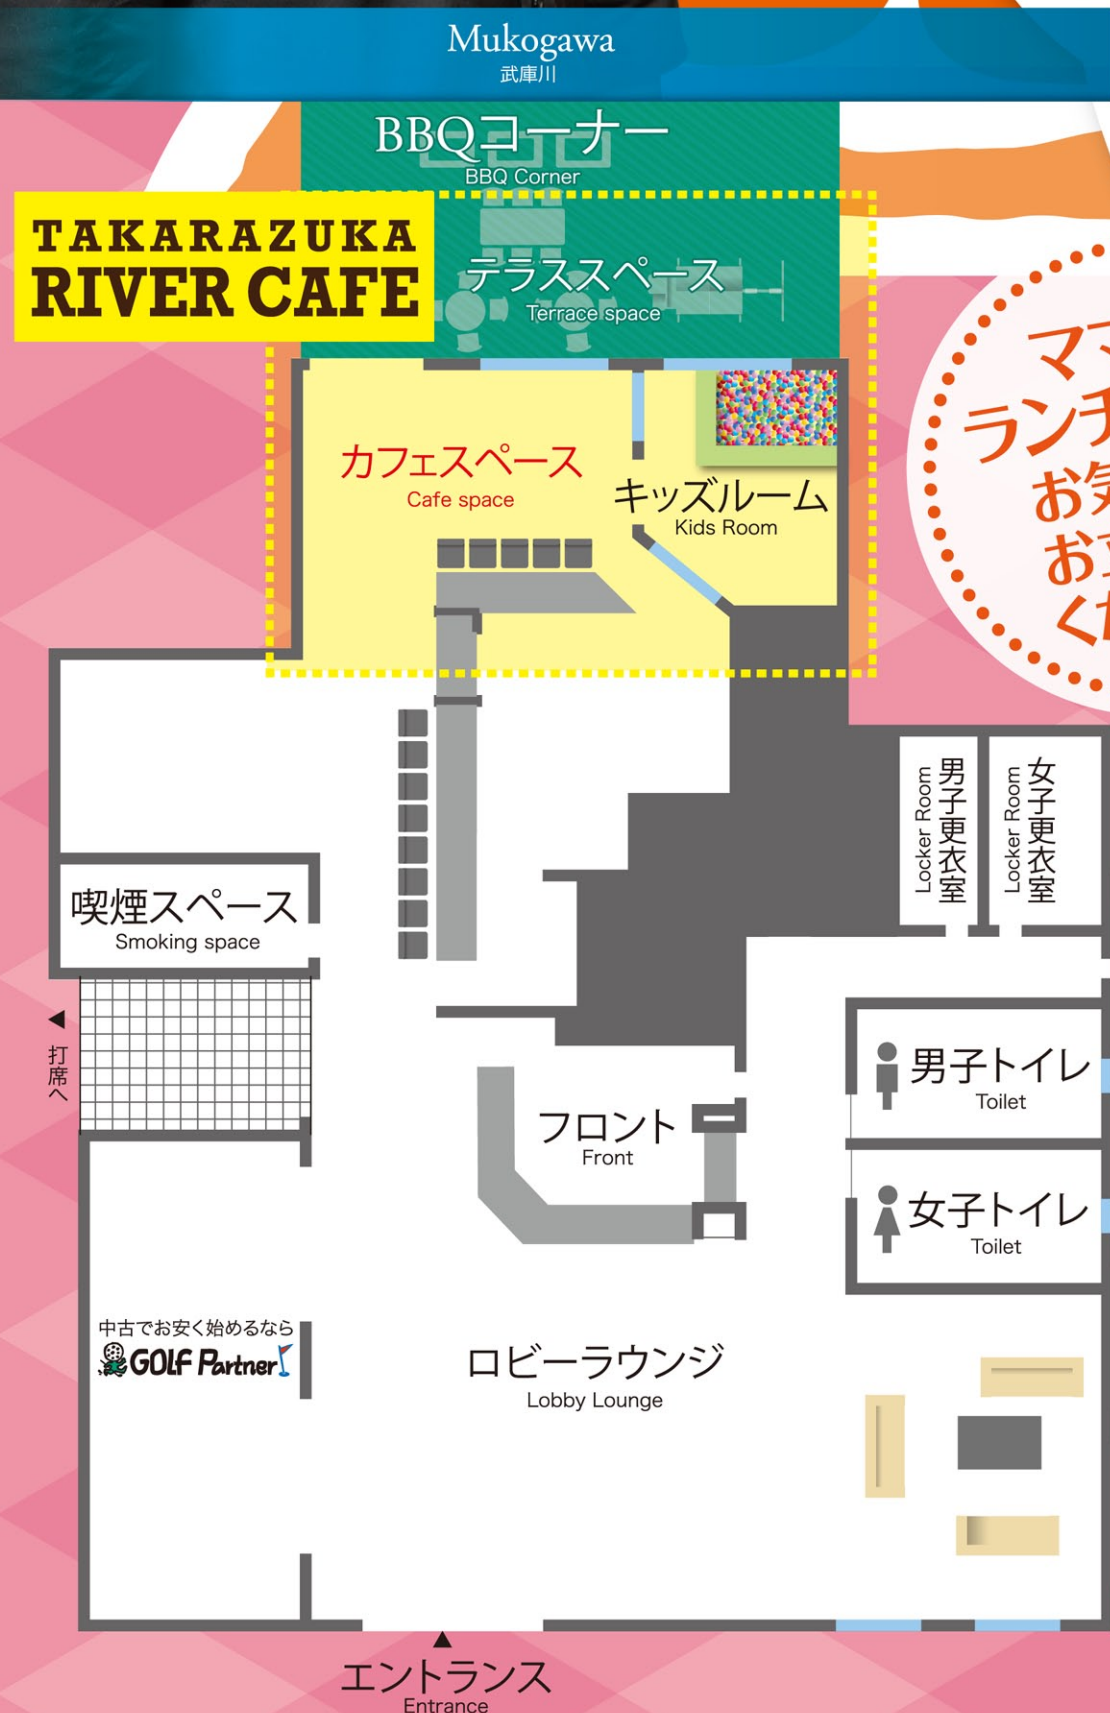 Mukogawa
武庫川
BBQコーナー
BBQ Corner
TAKARAZUKA
RIVER CAFE
テラススペース
Terrace space
カフェスペース
Cafe space
キッズルーム
Kids Room
ランチ
お気
くだ
男子更衣室
Locker Room
女子更衣室
Locker Room
喫煙スペース
Smoking space
打席へ
男子トイレ
Toilet
フロント
Front
女子トイレ
Toilet
中古でお安く始めるなら
GOLF Partner
ロビーラウンジ
Lobby Lounge
エントランス
Entrance